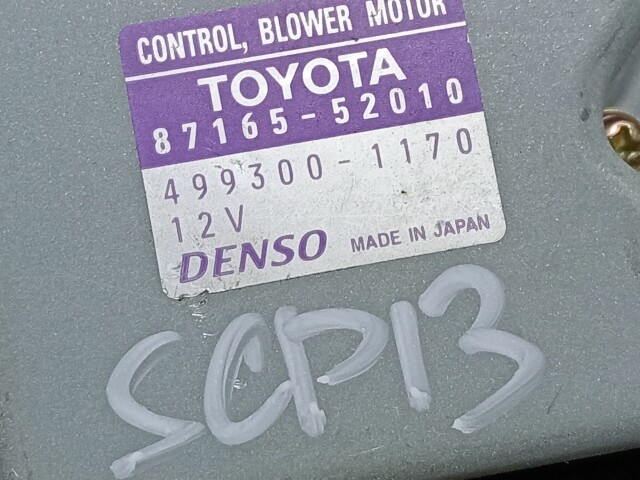 CONTROL, BLOWER MOTOR
TOYOTA
87165-52010
499300-1170
12V
DENSO MADE IN JAPAN
SCP13